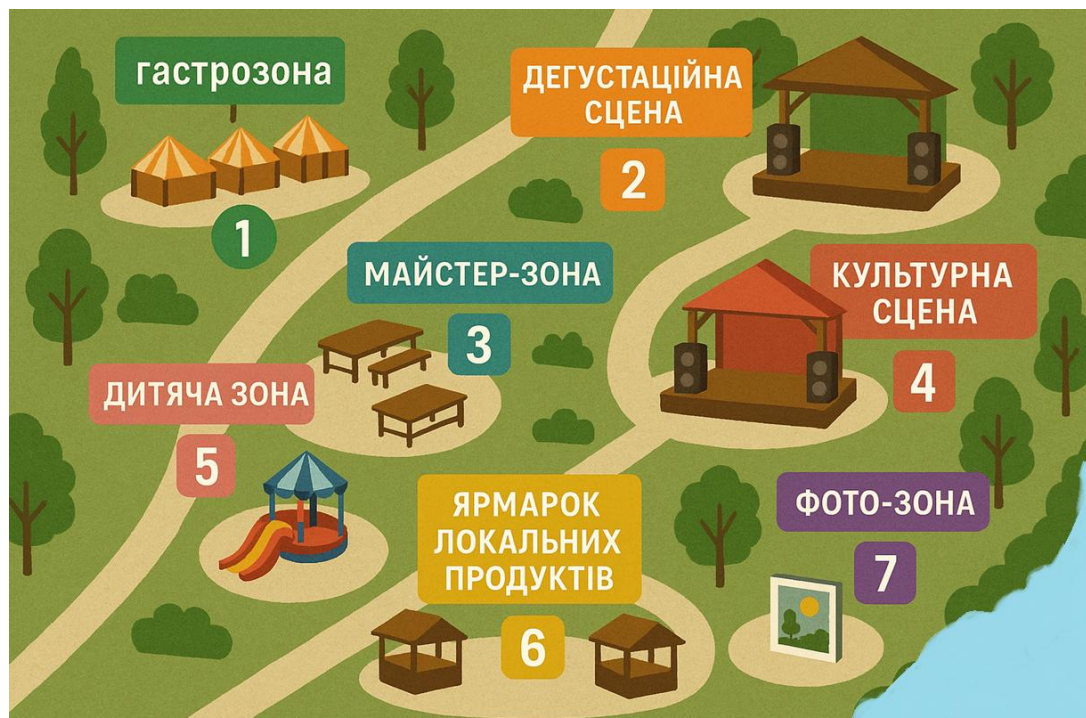 гастрозона
1
ДЕГУСТАЦІЙНА
СЦЕНА
2
МАЙСТЕР-ЗОНА
3
КУЛЬТУРНА
СЦЕНА
4
ДИТЯЧА ЗОНА
5
ЯРМАРОК
ЛОКАЛЬНИХ
ПРОДУКТІВ
6
ФОТО-ЗОНА
7